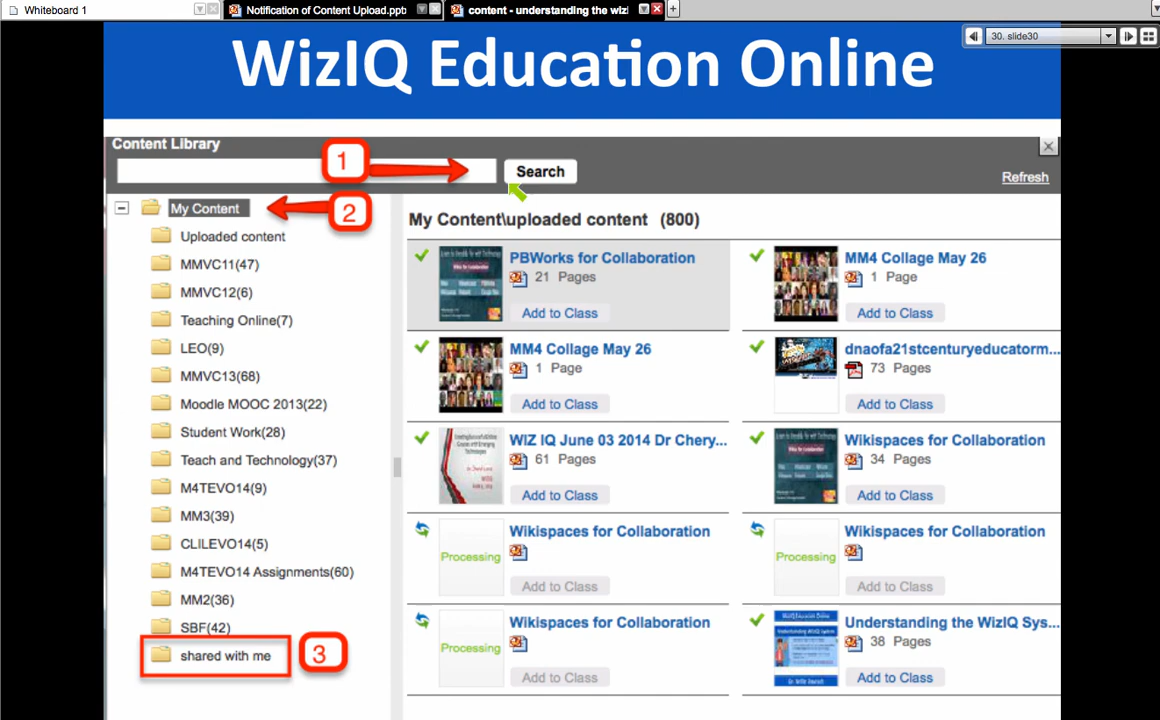 Whiteboard 1
Notification of Content Upload.ppb
content - understanding the wizi
30. slide30
WizIQ Education Online
Content Library
1
Search
Refresh
My Content
2
Uploaded content
MMVC11(47)
MMVC12(6)
Teaching Online(7)
LEO(9)
MMVC13(68)
Moodle MOOC 2013(22)
Student Work(28)
Teach and Technology(37)
M4TEVO14(9)
MM3(39)
CLILEVO14(5)
M4TEVO14 Assignments(60)
MM2(36)
SBF(42)
shared with me
3
My Content\uploaded content (800)
PBWorks for Collaboration
21 Pages
Add to Class
MM4 Collage May 26
1 Page
Add to Class
MM4 Collage May 26
1 Page
Add to Class
dnaofa21stcenturyeducatorm...
73 Pages
Add to Class
WIZ IQ June 03 2014 Dr Chery...
61 Pages
Add to Class
Wikispaces for Collaboration
34 Pages
Add to Class
Processing
Wikispaces for Collaboration
Add to Class
Processing
Wikispaces for Collaboration
Add to Class
Processing
Wikispaces for Collaboration
Add to Class
Understanding the WizIQ Sys...
38 Pages
Add to Class